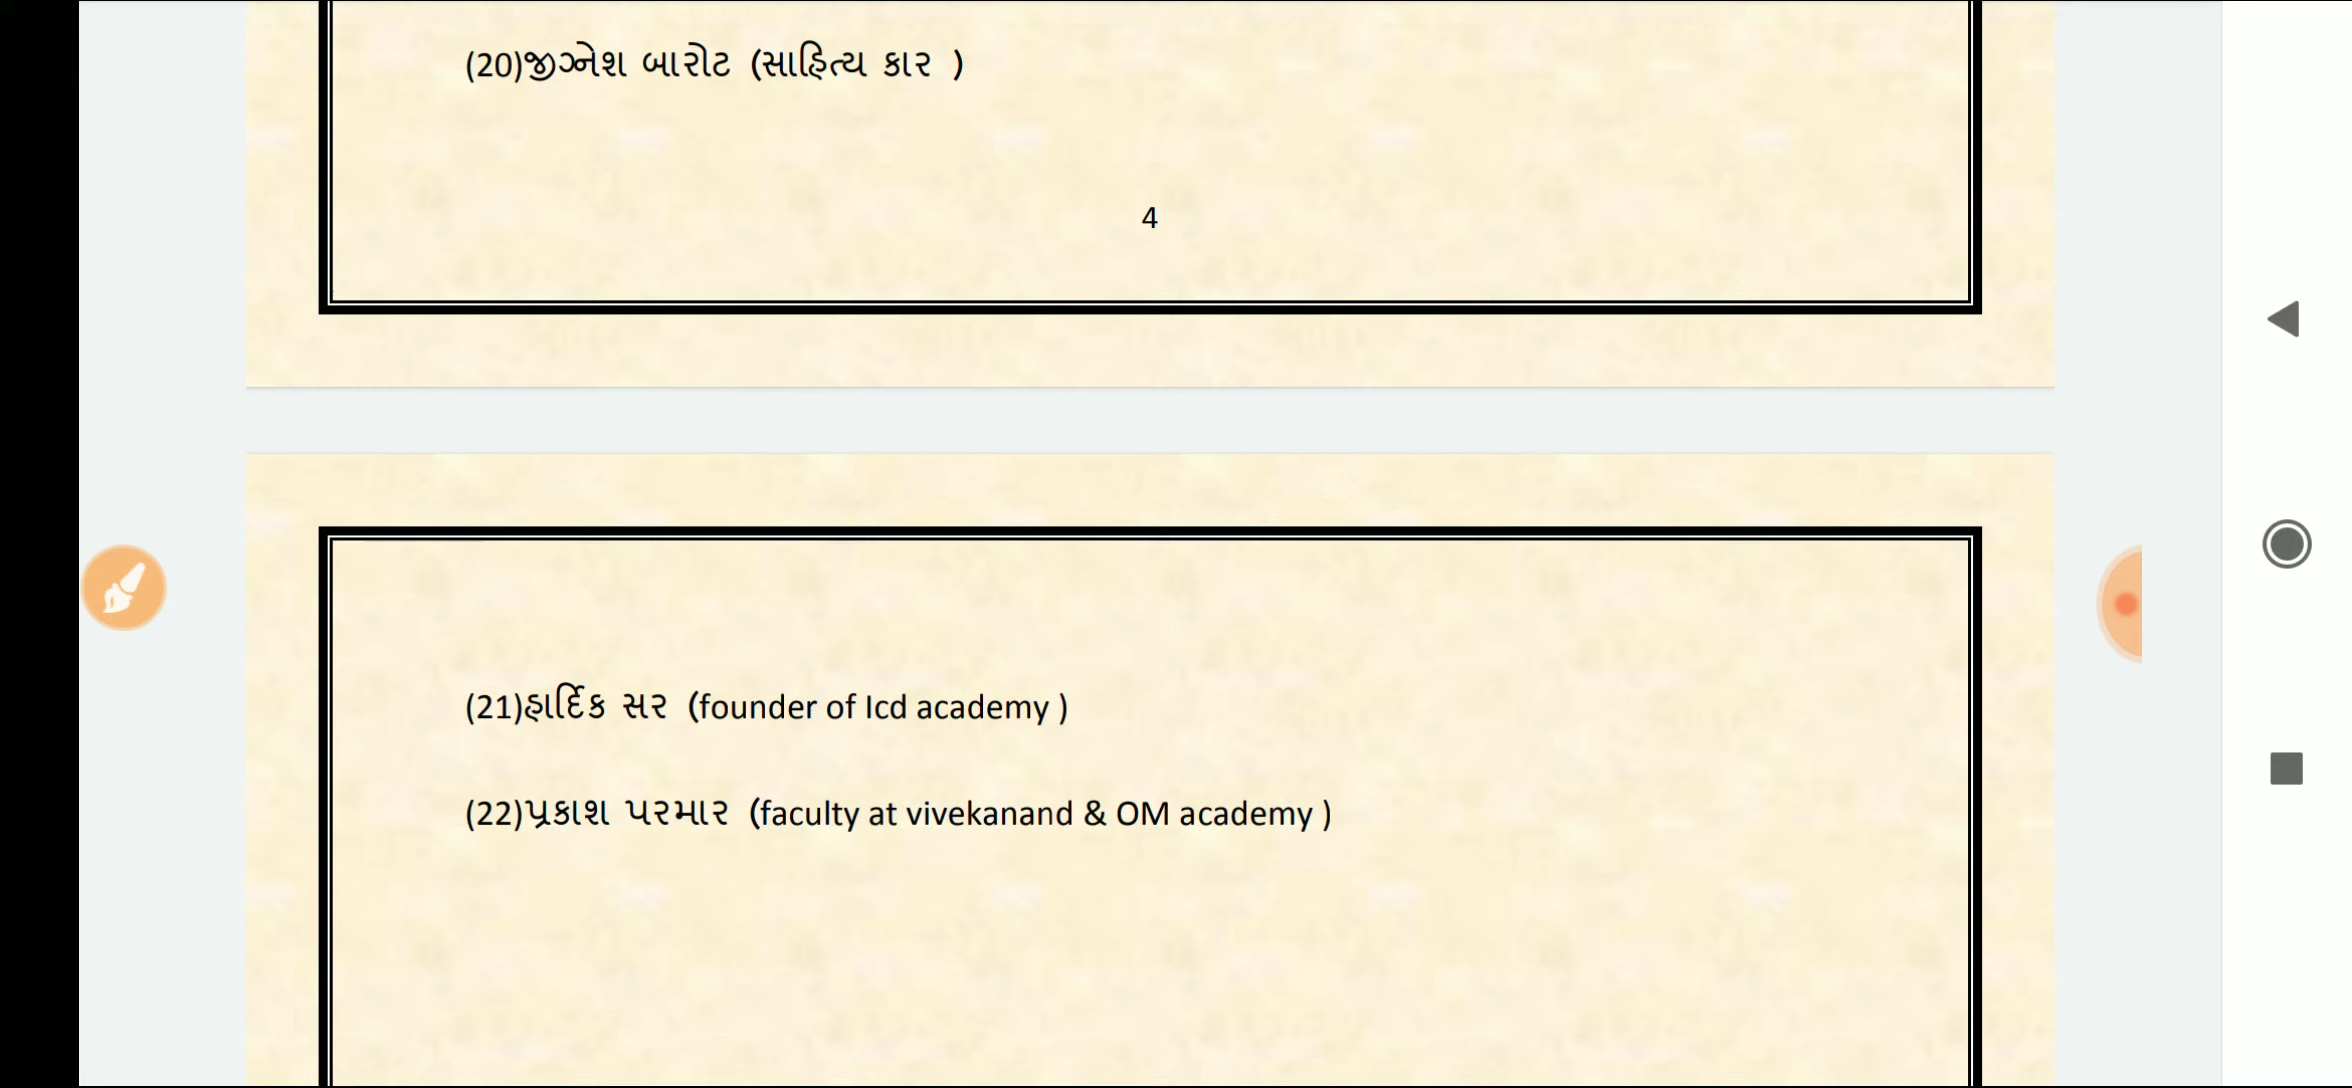 (20)જીગ્નેશ બારોટ (સાહિત્ય કાર )
4
(21)હાર્દિક સર (founder of Icd academy )
(22)પ્રકાશ પરમાર (faculty at vivekanand & OM academy )